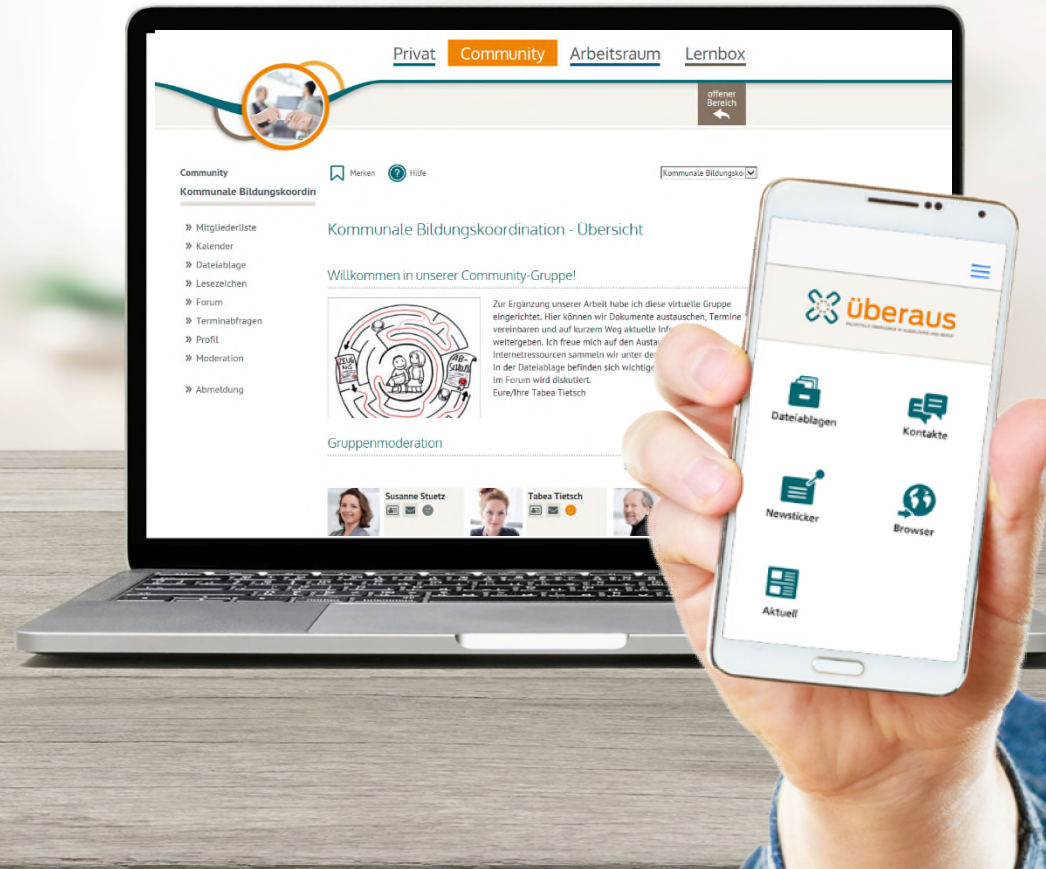 Privat Community Arbeitsraum Lernbox
offener
Bereich
Community
Kommunale Bildungskoordin
Merken
Hilfe
Kommunale Bildungsko
» Mitgliederliste
» Kalender
» Dateiablage
» Lesezeichen
» Forum
» Terminabfragen
» Profil
» Moderation
» Abmeldung
Kommunale Bildungskoordination - Übersicht
Willkommen in unserer Community-Gruppe!
ZEUG
NIS
AB-
SCHLUSS
Zur Ergänzung unserer Arbeit habe ich diese virtuelle Gruppe
eingerichtet. Hier können wir Dokumente austauschen, Termine
vereinbaren und auf kurzem Weg aktuelle
weitergeben. Ich freue mich auf den
Internetressourcen sammeln wir unter
In der Dateiablage befinden sich
Im Forum wird diskutiert.
Eure/Ihre Tabea Tietsch
Gruppenmoderation
Susanne Stuetz
Tabea Tietsch
überaus
Dateiablagen
Kontakte
Newsticker
Browser
Aktuell